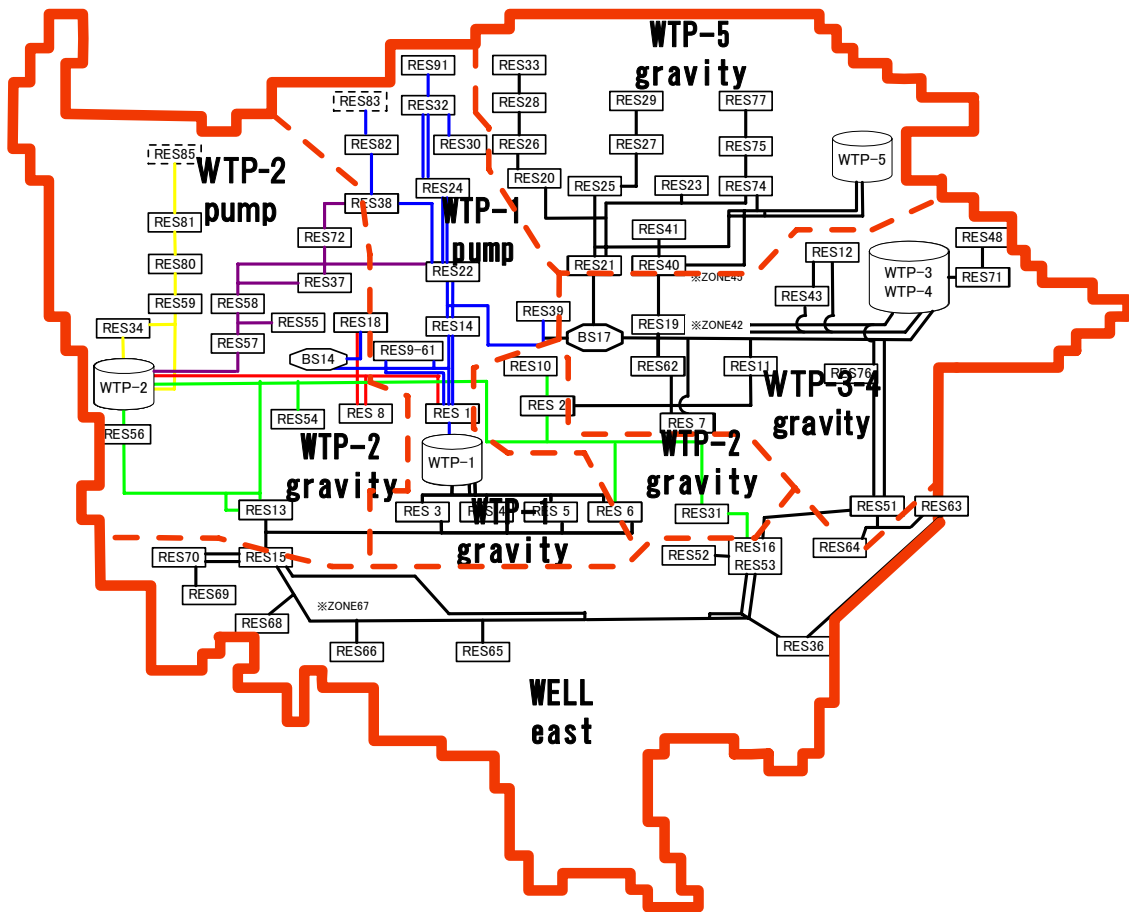 WTP-5
gravity
RES91
RES33
RES83
RES32
RES28
RES29
RES77
RES85
RES82
RES30
RES26
RES27
RES75
WTP-5
WTP-2
pump
RES24
RES20
RES25
RES23
RES74
RES38
WTP-1
pump
RES81
RES72
RES41
RES12
RES48
RES80
RES22
RES21
RES40
※ZONE45
WTP-3
WTP-4
RES71
RES37
RES43
RES59
RES58
RES39
RES34
RES55
RES18
RES14
BS17
RES19
※ZONE42
RES57
BS14
RES9-61
RES10
RES62
RES11
RES76
WTP-2
WTP-3-4
gravity
RES54
RES 8
RES 1
RES 2
RES 7
RES56
WTP-2
gravity
WTP-1
WTP-2
gravity
RES13
RES 3
RES 4
RES 5
RES 6
RES31
RES51
RES63
WTP-1
gravity
RES70
RES15
RES52
RES16
RES53
RES64
RES69
※ZONE67
RES68
RES66
RES65
RES36
WELL
east